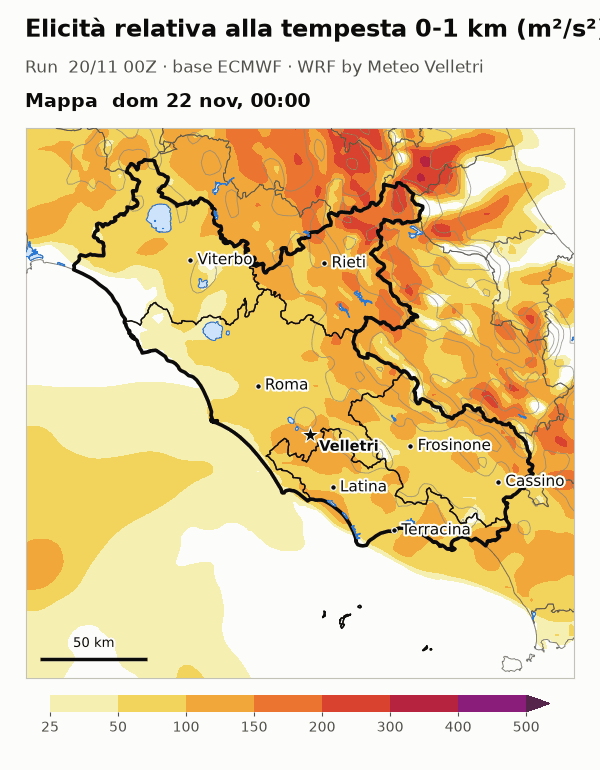 Elicità relativa alla tempesta 0-1 km (m²/s²)
Run 20/11 00Z · base ECMWF · WRF by Meteo Velletri
Mappa dom 22 nov, 00:00
Viterbo
Rieti
Roma
Velletri
Frosinone
Latina
Cassino
Terracina
50 km
25 50 100 150 200 300 400 500